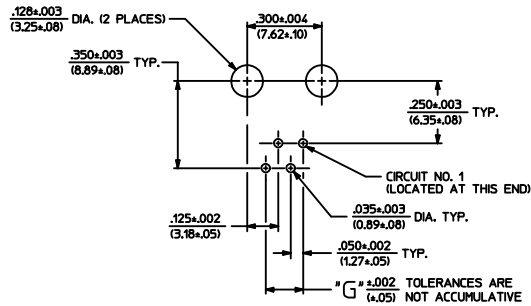 .128±.003
(3.25±.08)
DIA. (2 PLACES)
.300±.004
(7.62±.10)
.350±.003
(8.89±.08)
TYP.
.250±.003
(6.35±.08)
TYP.
CIRCUIT NO. 1
(LOCATED AT THIS END)
.035±.003
(0.89±.08)
DIA. TYP.
.125±.002
(3.18±.05)
.050±.002
(1.27±.05)
TYP.
"G" ±.002
(±.05)
TOLERANCES ARE
NOT ACCUMULATIVE